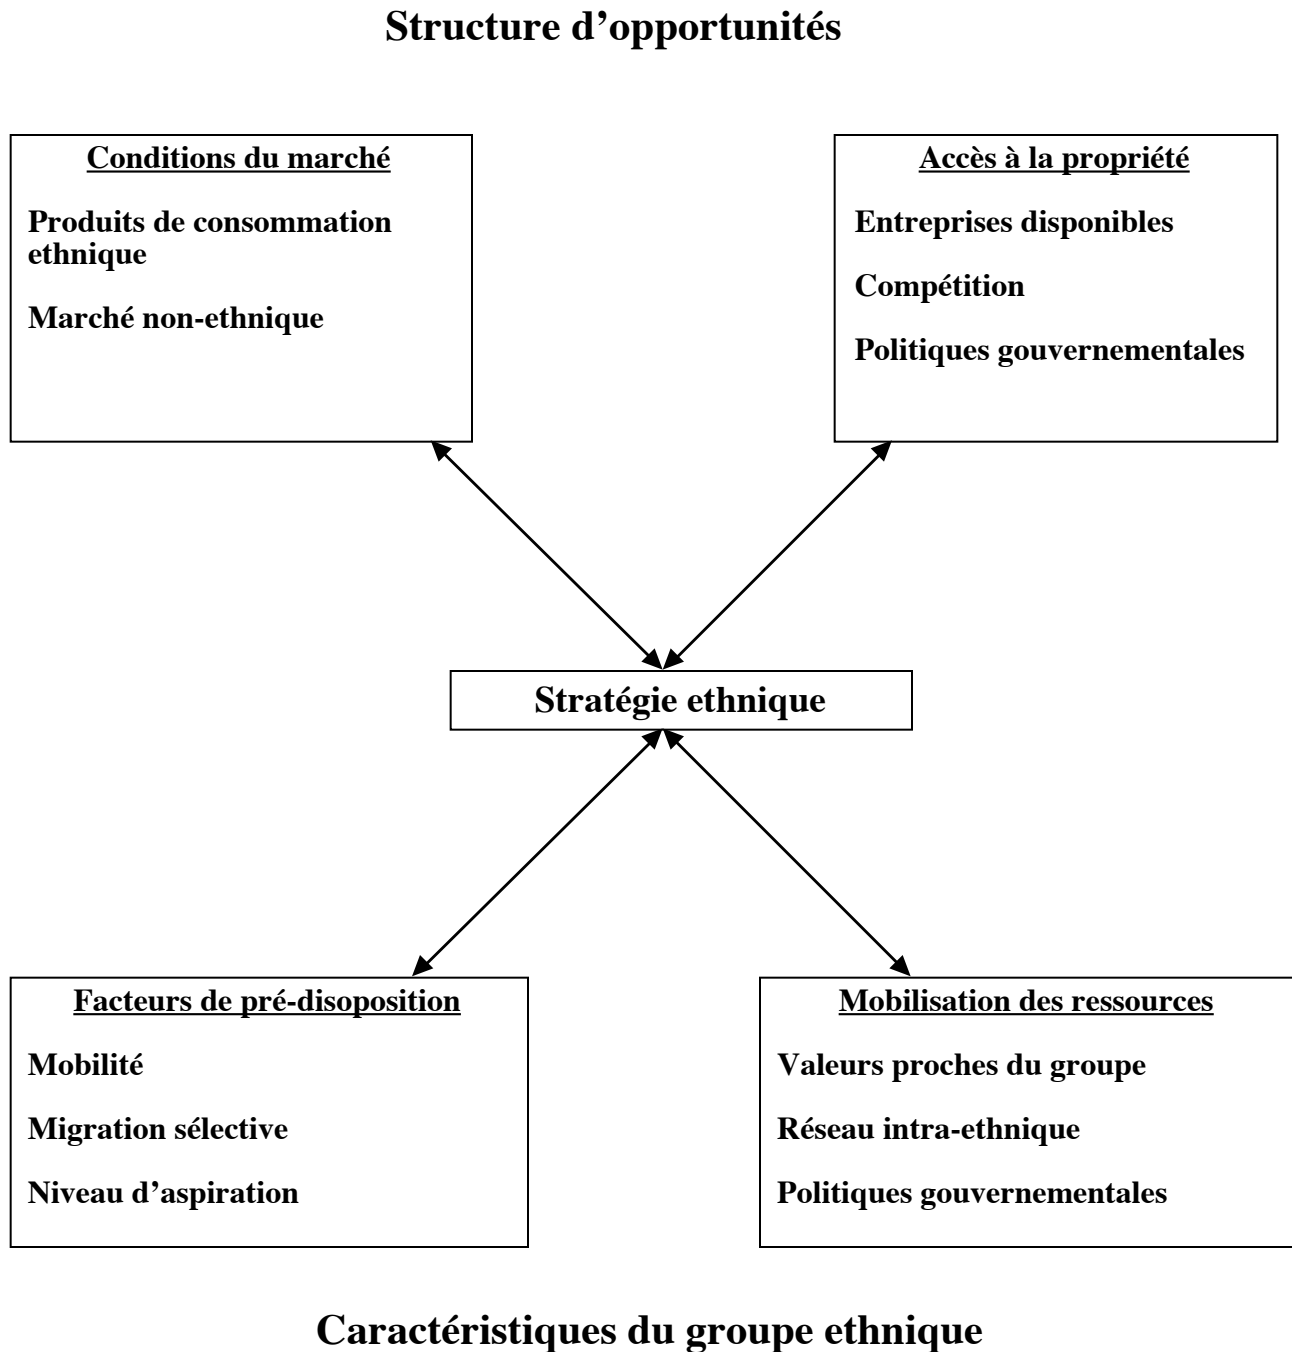 Structure d’opportunités
Conditions du marché
Produits de consommation
ethnique
Marché non-ethnique
Accès à la propriété
Entreprises disponibles
Compétition
Politiques gouvernementales
Stratégie ethnique
Facteurs de pré-disoposition
Mobilité
Migration sélective
Niveau d’aspiration
Mobilisation des ressources
Valeurs proches du groupe
Réseau intra-ethnique
Politiques gouvernementales
Caractéristiques du groupe ethnique